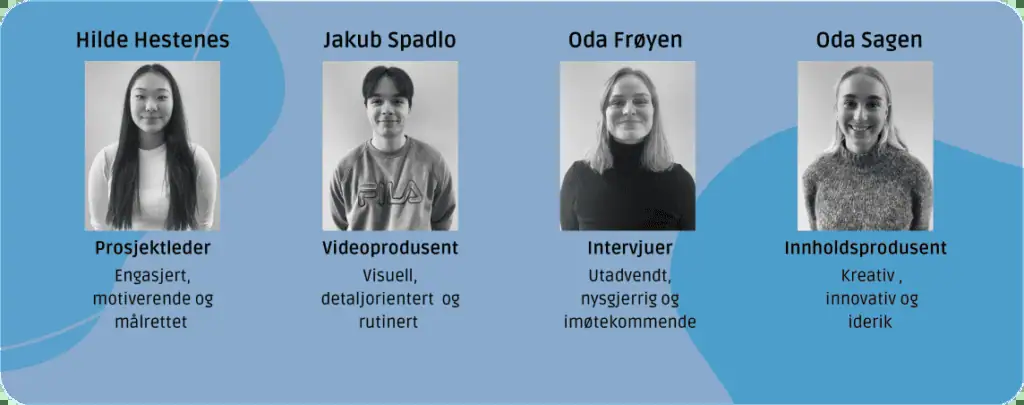 Hilde Hestenes
Jakub Spadlo
Oda Frøyen
Oda Sagen
FILA
Prosjektleder
Engasjert,
motiverende og
målrettet
Videoprodusent
Visuell,
detaljorientert og
rutinert
Intervjuer
Utadvendt,
nysgjerrig og
imøtekommende
Innholdsprodusent
Kreativ ,
innovativ og
iderik